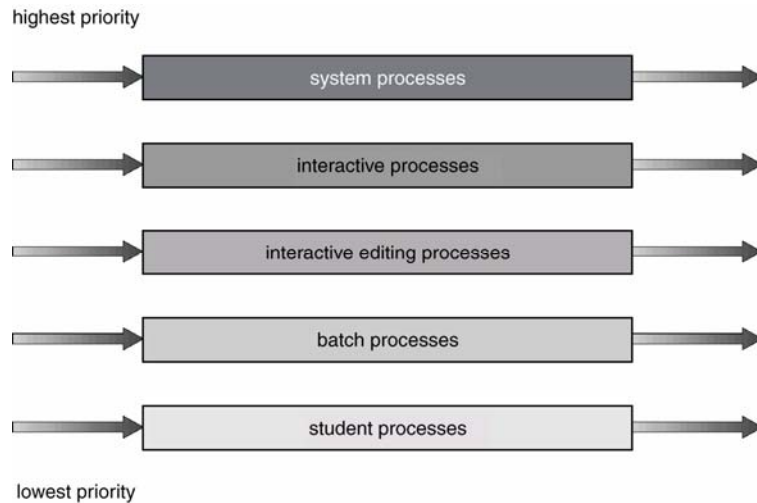 highest priority
system processes
interactive processes
interactive editing processes
batch processes
student processes
lowest priority